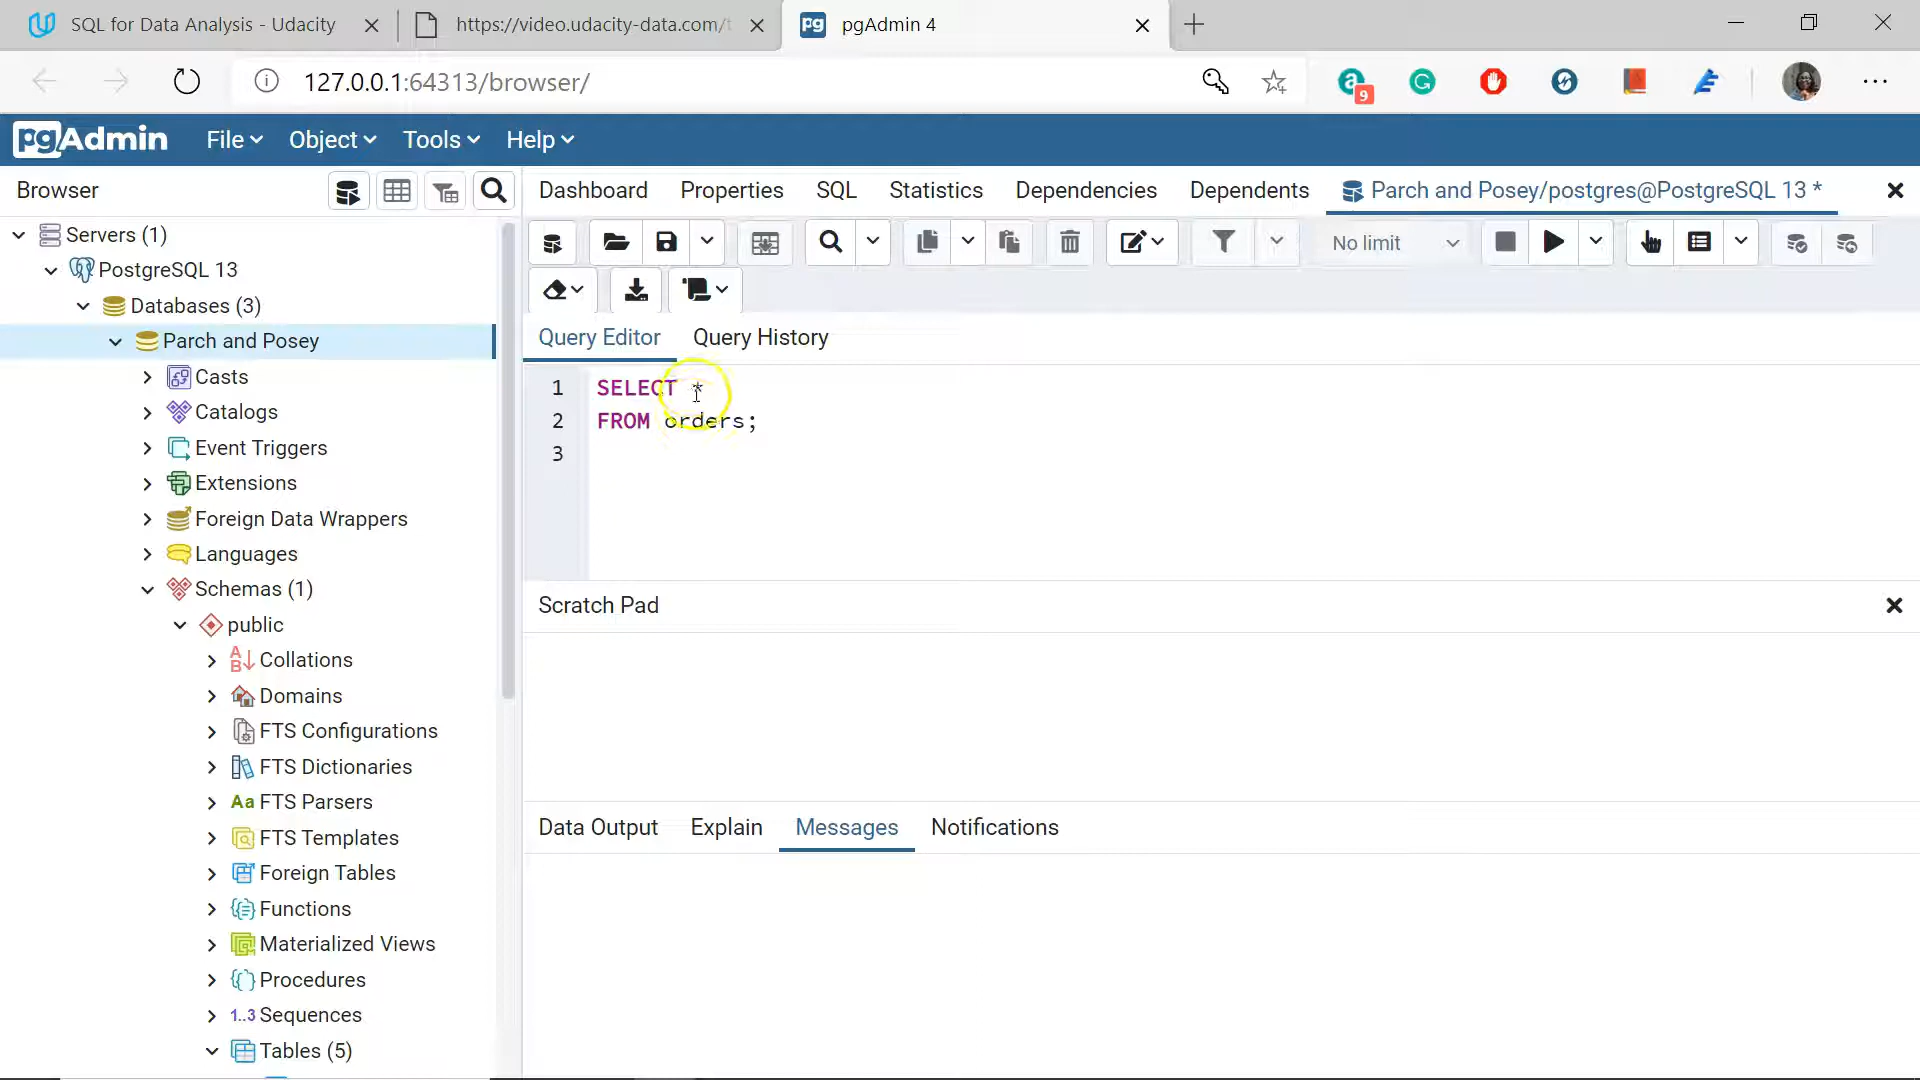 SQL for Data Analysis - Udacity
https://video.udacity-data.com/t
pg
pgAdmin 4
127.0.0.1:64313/browser/
a
9
G
pgAdmin
File
Object
Tools
Help
Browser
Dashboard
Properties
SQL
Statistics
Dependencies
Dependents
Parch and Posey/postgres@PostgreSQL 13 *
No limit
Servers (1)
PostgreSQL 13
Databases (3)
Parch and Posey
Casts
Catalogs
Event Triggers
Extensions
Foreign Data Wrappers
Languages
Schemas (1)
public
Collations
Domains
FTS Configurations
FTS Dictionaries
Aa FTS Parsers
FTS Templates
Foreign Tables
Functions
Materialized Views
Procedures
1..3 Sequences
Tables (5)
Query Editor
Query History
1 SELECT *
2 FROM orders;
3
Scratch Pad
Data Output
Explain
Messages
Notifications